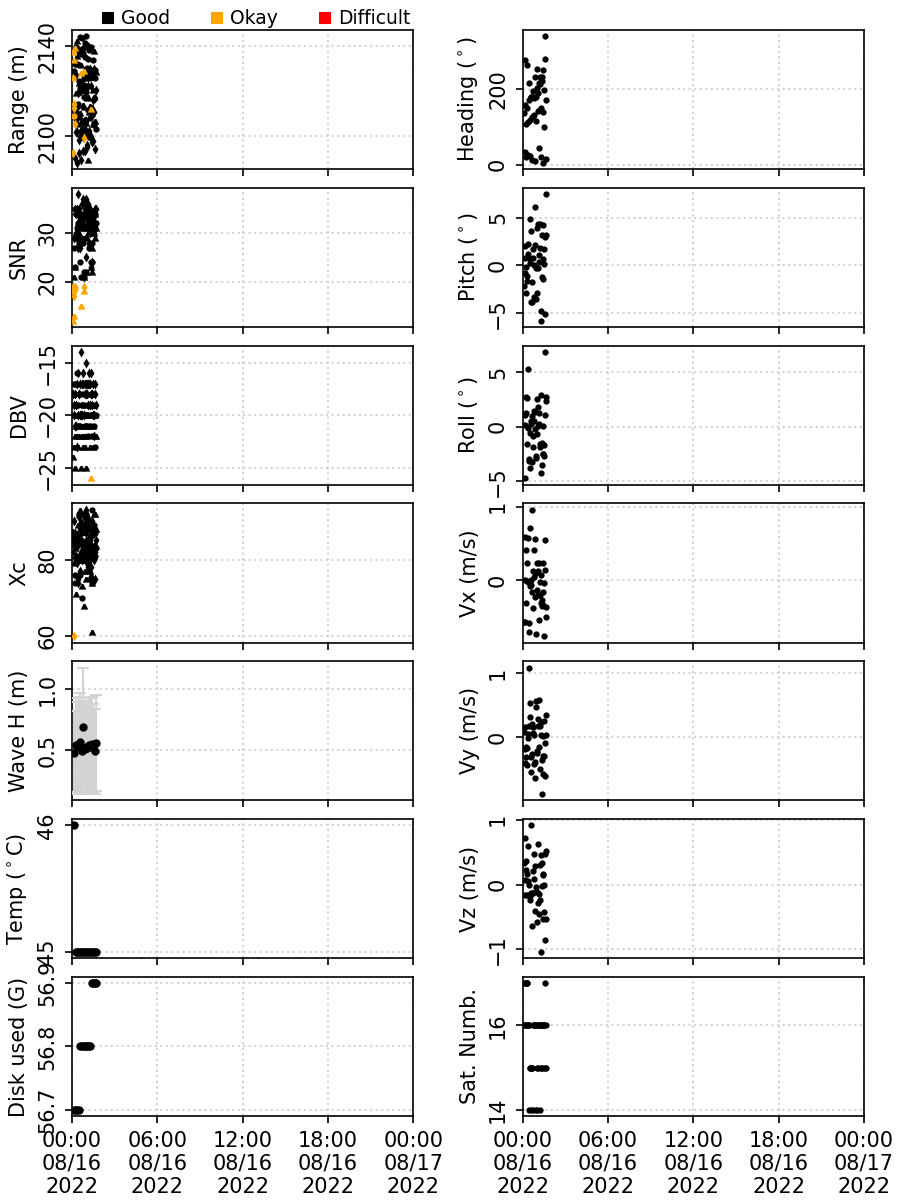 Good Okay Difficult
Range (m)
2140
2100
Heading (°)
200
0
SNR
30
20
Pitch (°)
5
0
−5
DBV
−15
−20
−25
Roll (°)
5
0
−5
Xc
80
60
Vx (m/s)
1
0
Wave H (m)
1.0
0.5
Vy (m/s)
1
0
Temp (°C)
46
45
Vz (m/s)
1
0
−1
Disk used (G)
56.9
56.8
56.7
Sat. Numb.
16
14
00:00 06:00 12:00 18:00 00:00
08/16 08/16 08/16 08/16 08/17
2022 2022 2022 2022 2022
00:00 06:00 12:00 18:00 00:00
08/16 08/16 08/16 08/16 08/17
2022 2022 2022 2022 2022